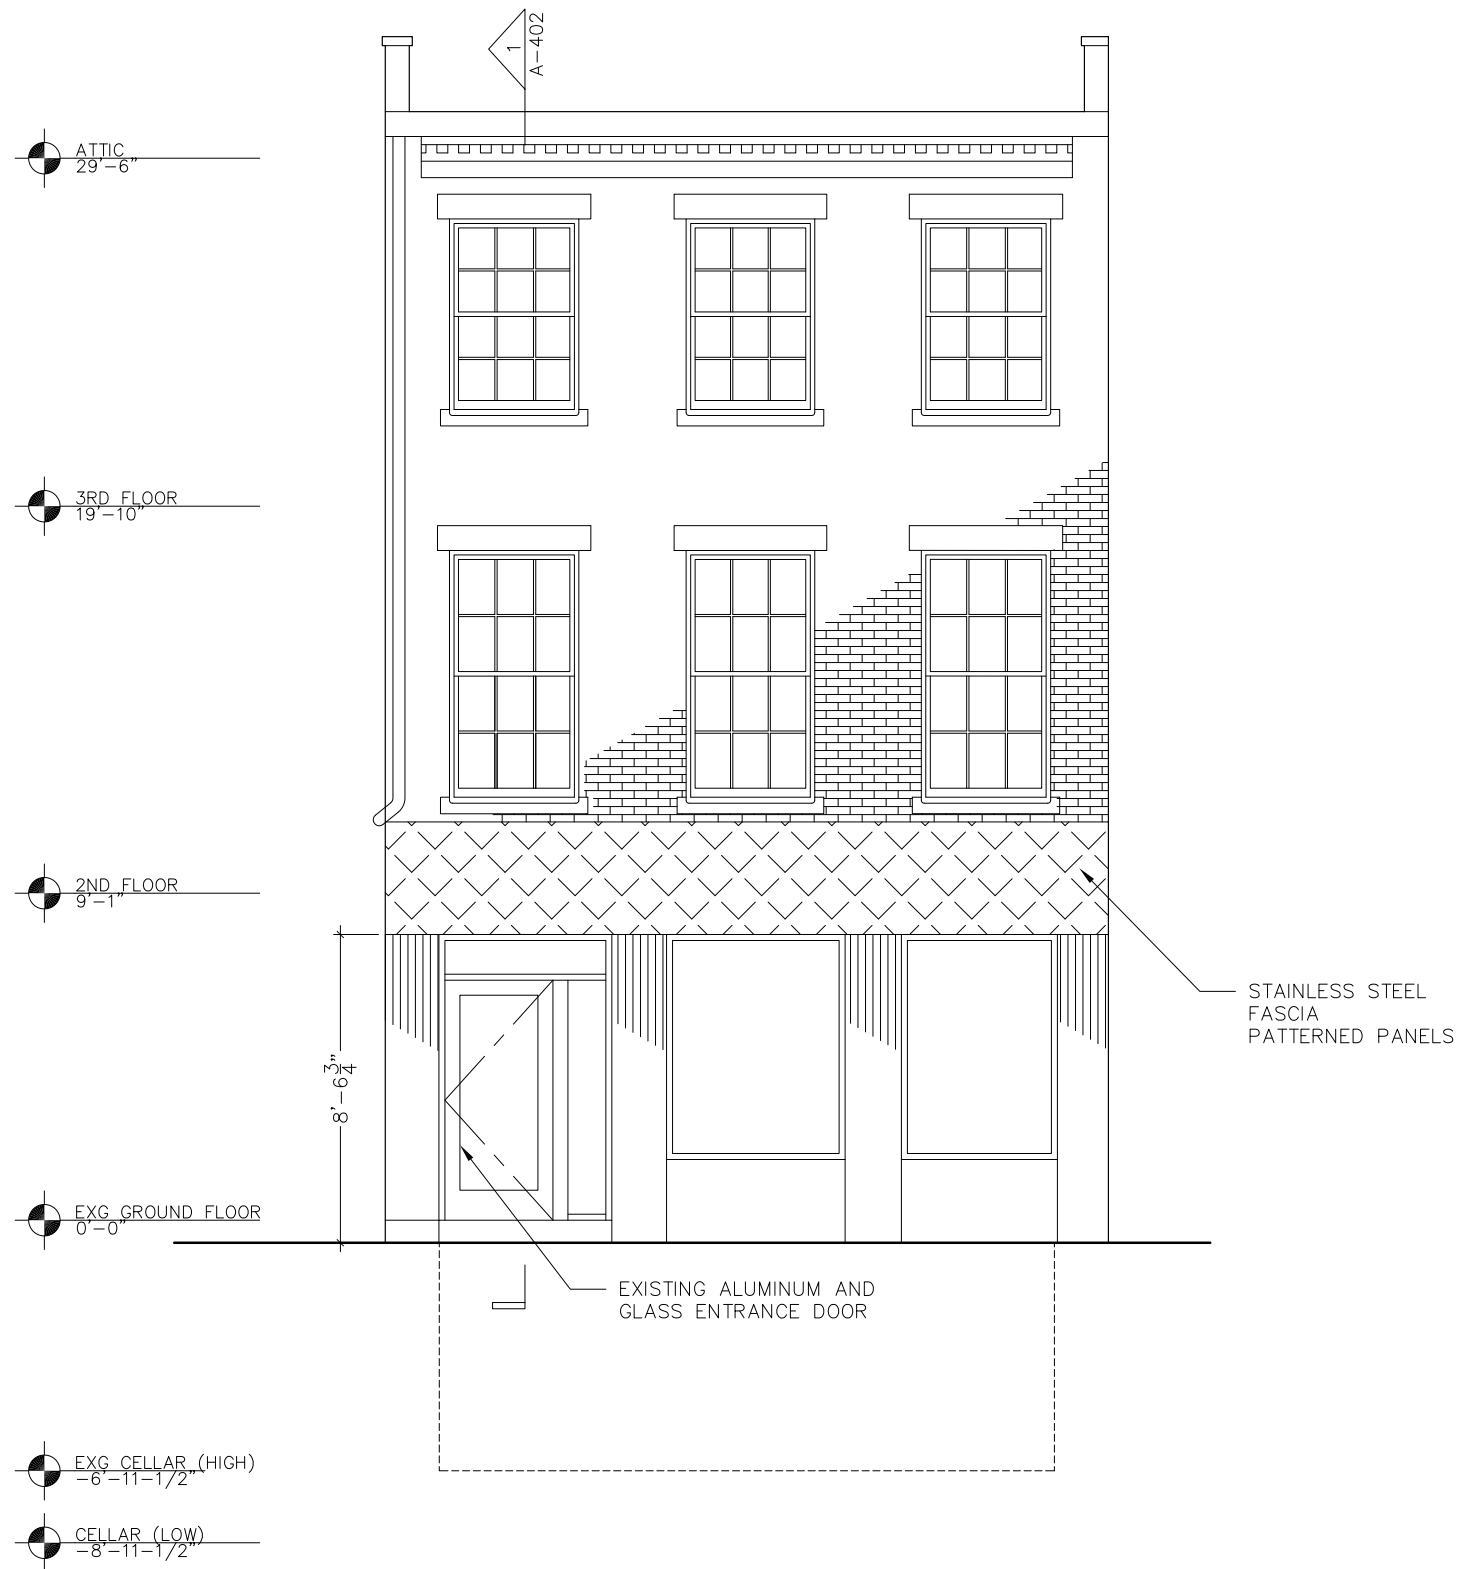 1
A-402
ATTIC
29'-6"
3RD FLOOR
19'-10"
2ND FLOOR
9'-1"
STAINLESS STEEL
FASCIA
PATTERNED PANELS
8'-6 3/4"
EXG GROUND FLOOR
0'-0"
EXISTING ALUMINUM AND
GLASS ENTRANCE DOOR
EXG CELLAR (HIGH)
-6'-11-1/2"
CELLAR (LOW)
-8'-11-1/2"